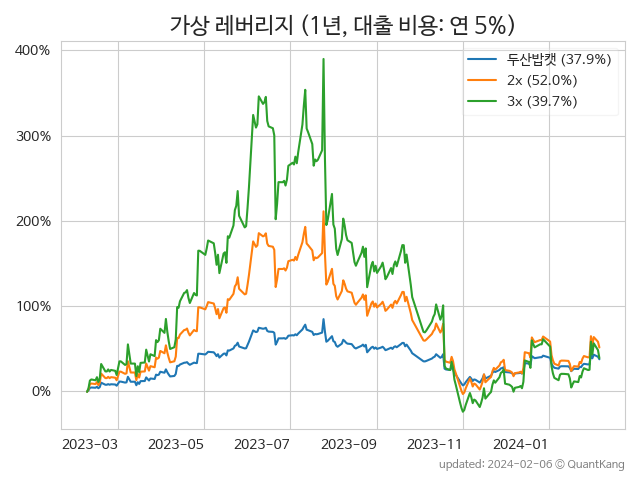 가상 레버리지 (1년, 대출 비용: 연 5%)
400%
300%
200%
100%
0%
두산밥캣 (37.9%)
2x (52.0%)
3x (39.7%)
2023-03
2023-05
2023-07
2023-09
2023-11
2024-01
updated: 2024-02-06 © QuantKang